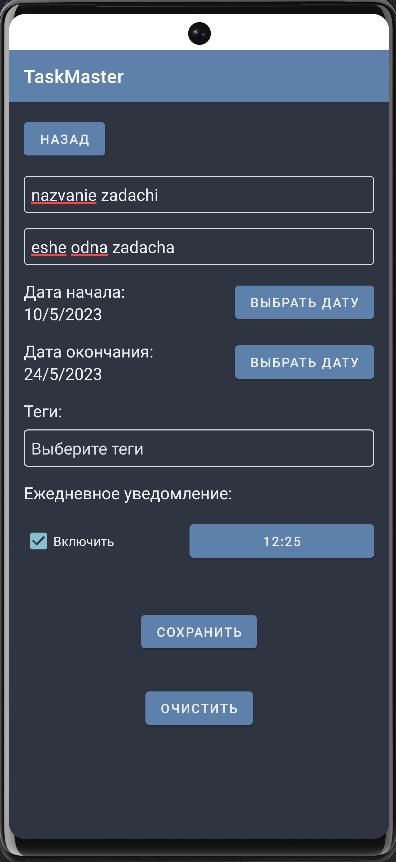 TaskMaster
НАЗАД
nazvanie zadachi
eshe odna zadacha
Дата начала:
10/5/2023
ВЫБРАТЬ ДАТУ
Дата окончания:
24/5/2023
ВЫБРАТЬ ДАТУ
Теги:
Выберите теги
Ежедневное уведомление:
Включить
12:25
СОХРАНИТЬ
ОЧИСТИТЬ